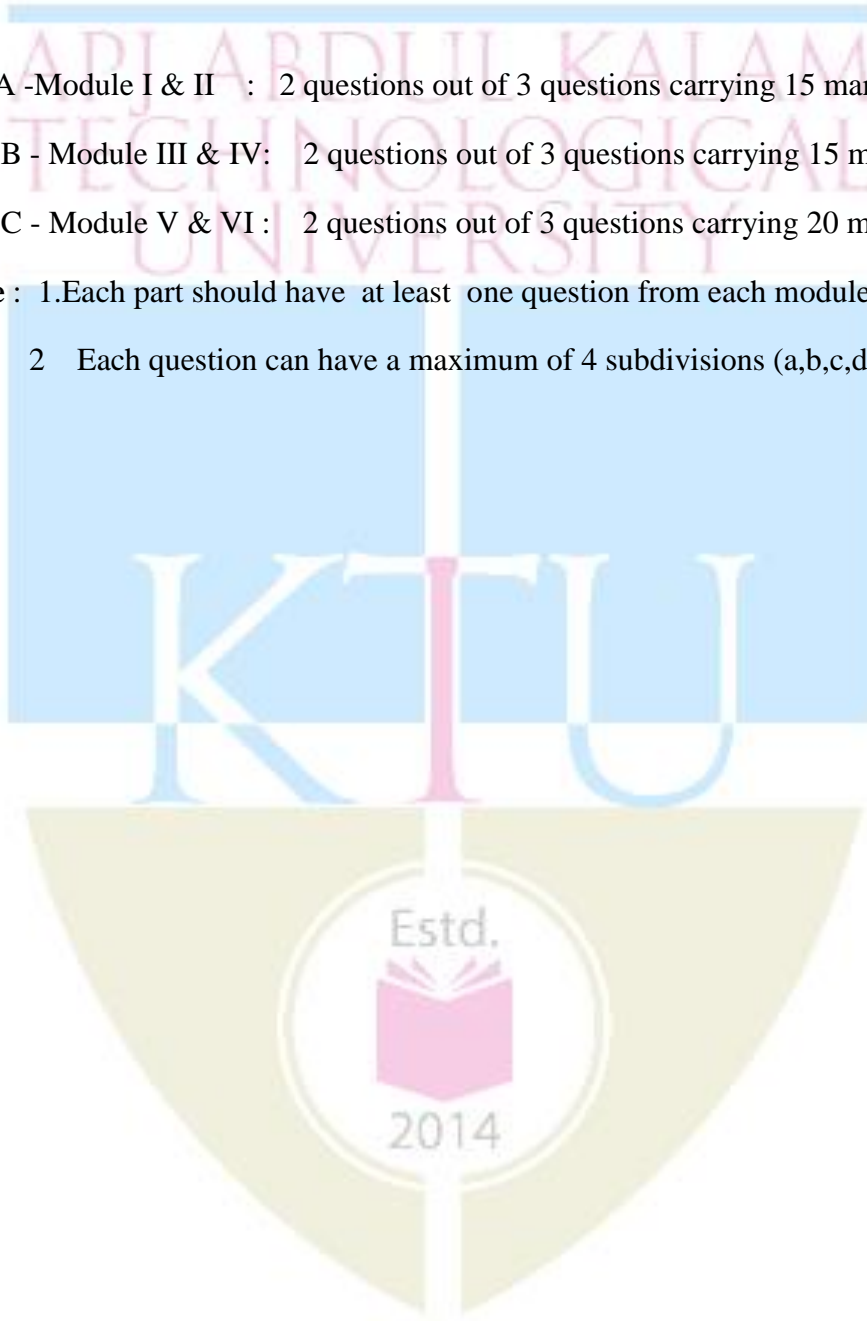 APJ ABDUL KALAM
TECHNOLOGICAL
UNIVERSITY
A -Module I & II : 2 questions out of 3 questions carrying 15
B - Module III & IV: 2 questions out of 3 questions carrying 15
C - Module V & VI : 2 questions out of 3 questions carrying 20
: 1.Each part should have at least one question from each module
2 Each question can have a maximum of 4 subdivisions (a,b,c,d
KTU
Estd.
2014